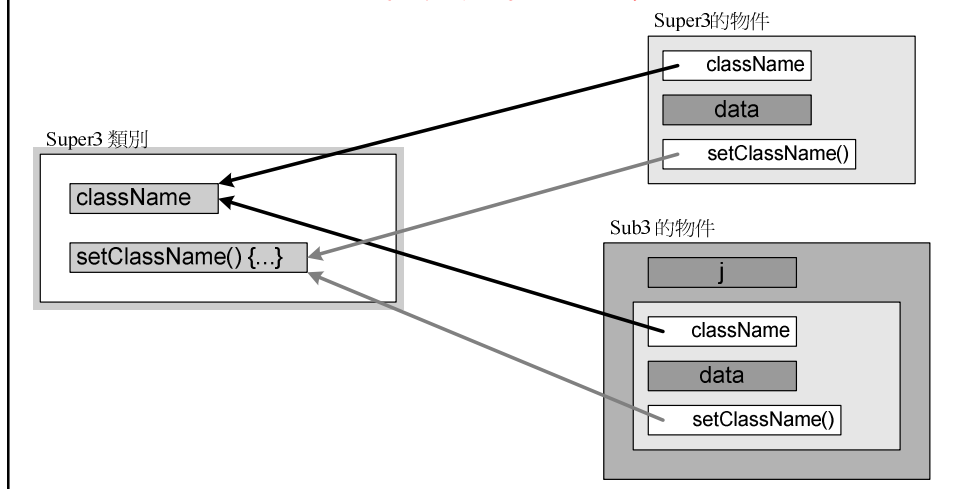 Super3 類別
className
setClassName() {...}
Super3的物件
className
data
setClassName()
Sub3 的物件
j
className
data
setClassName()